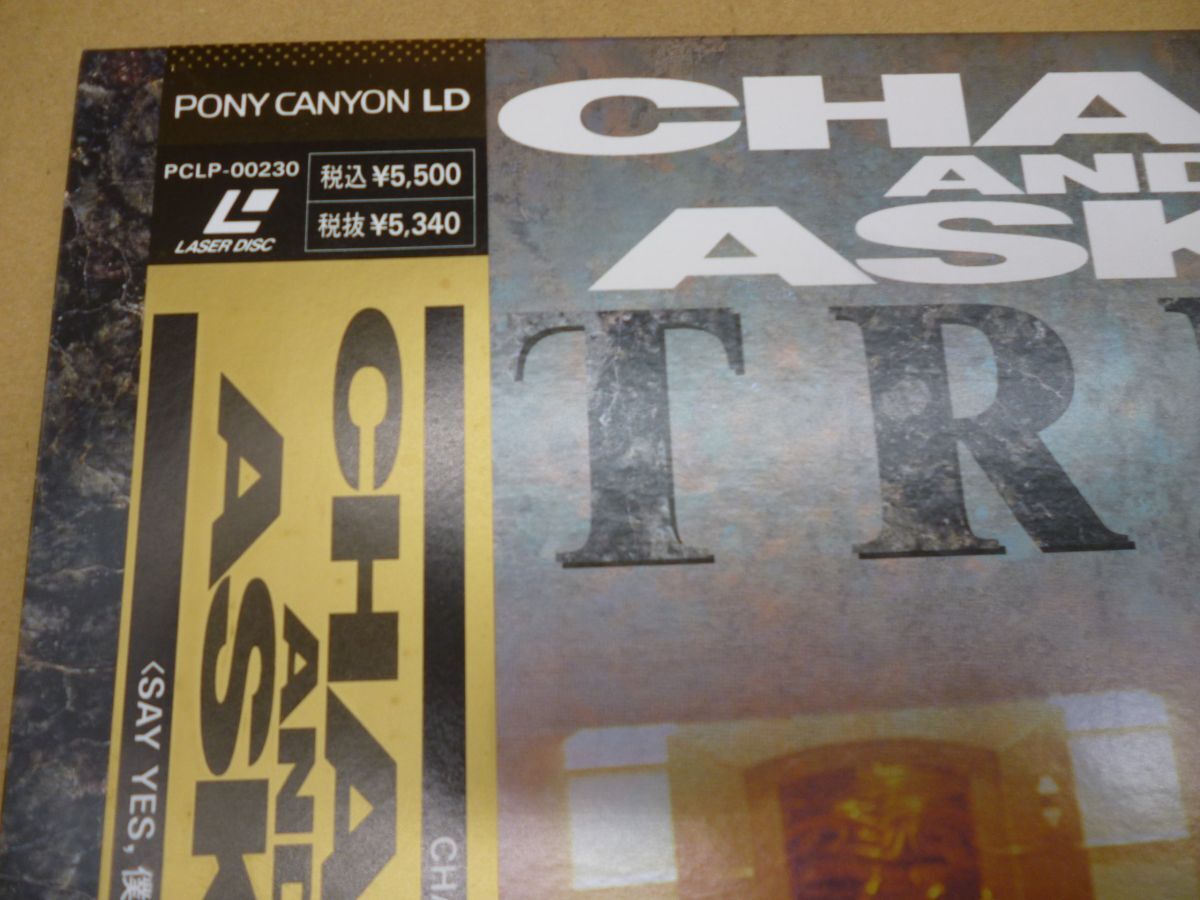 PONY CANYON LD
PCLP-00230
税込 ¥5,500
税抜 ¥5,340
LASER DISC
CHA
AND
ASK
TR
CHA
AND
ASK
〈SAY YES, 僕
CHA